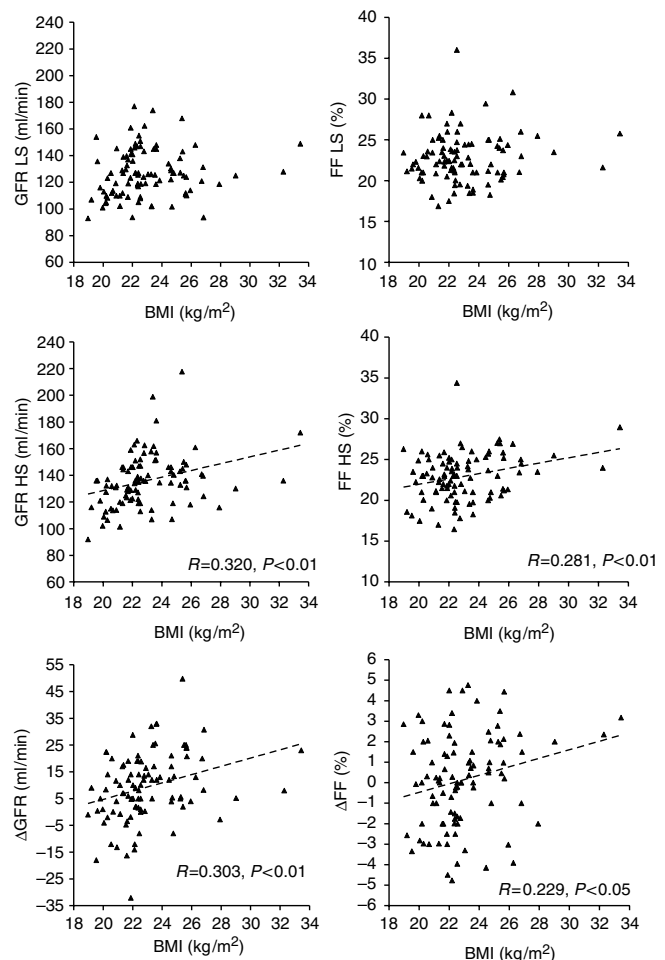 GFR LS (ml/min)
240
220
200
180
160
140
120
100
80
60
18 20 22 24 26 28 30 32 34
BMI (kg/m²)
FF LS (%)
40
35
30
25
20
15
10
18 20 22 24 26 28 30 32 34
BMI (kg/m²)
GFR HS (ml/min)
240
220
200
180
160
140
120
100
80
60
R=0.320, P<0.01
18 20 22 24 26 28 30 32 34
BMI (kg/m²)
FF HS (%)
40
35
30
25
20
15
10
R=0.281, P<0.01
18 20 22 24 26 28 30 32 34
BMI (kg/m²)
ΔGFR (ml/min)
55
45
35
25
15
5
−5
−15
−25
−35
R=0.303, P<0.01
18 20 22 24 26 28 30 32 34
BMI (kg/m²)
ΔFF (%)
6
5
4
3
2
1
0
−1
−2
−3
−4
−5
−6
R=0.229, P<0.05
18 20 22 24 26 28 30 32 34
BMI (kg/m²)